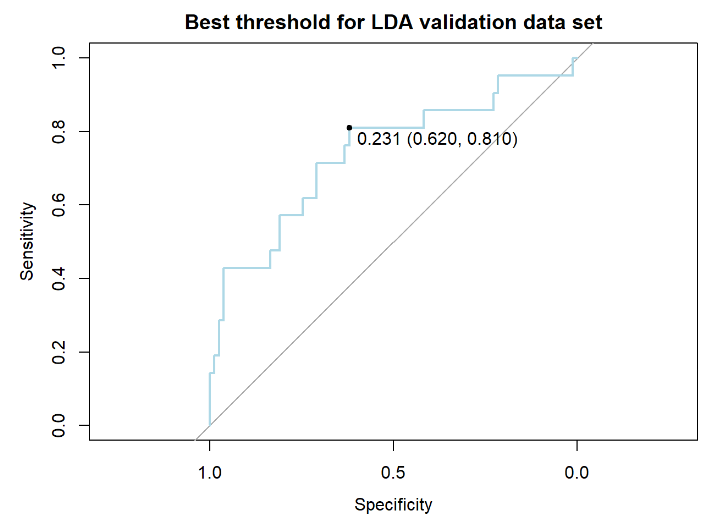 Best threshold for LDA validation data set
1.0
0.8
0.6
0.4
0.2
0.0
Sensitivity
0.231 (0.620, 0.810)
1.0 0.5 0.0
Specificity